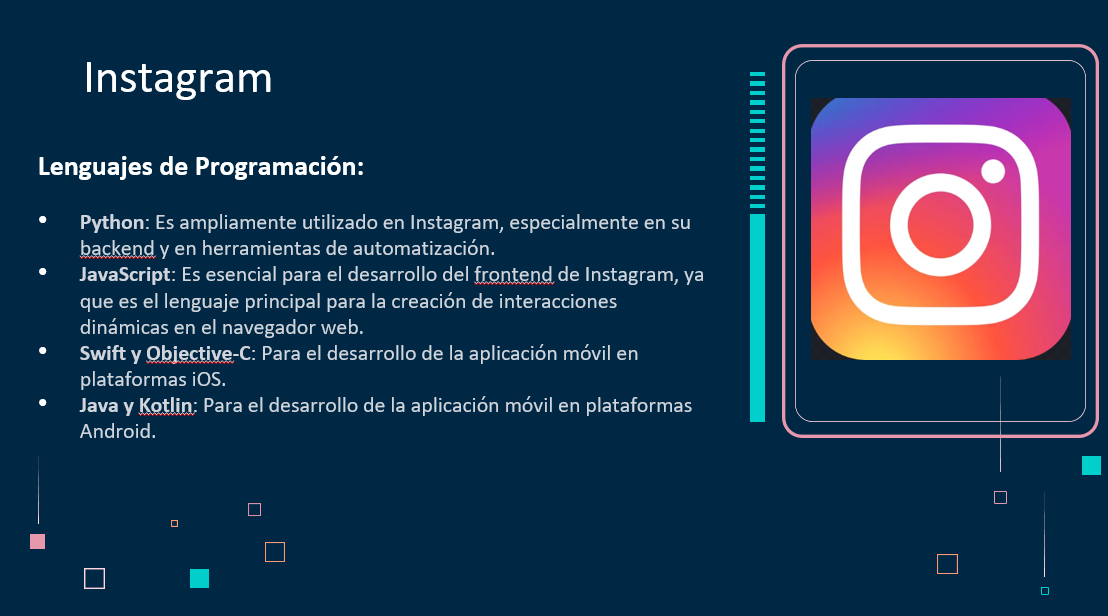 Instagram
Lenguajes de Programación:
• Python: Es ampliamente utilizado en Instagram, especialmente en su
backend y en herramientas de automatización.
• JavaScript: Es esencial para el desarrollo del frontend de Instagram, ya
que es el lenguaje principal para la creación de interacciones
dinámicas en el navegador web.
• Swift y Objective-C: Para el desarrollo de la aplicación móvil en
plataformas iOS.
• Java y Kotlin: Para el desarrollo de la aplicación móvil en plataformas
Android.